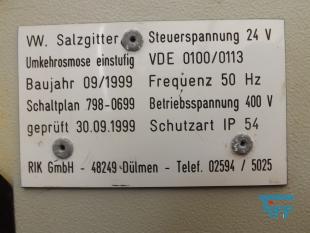 VW. Salzgitter Steuerspannung 24 V
Umkehrosmose einstufig VDE 0100/0113
Baujahr 09/1999 Frequenz 50 Hz
Schaltplan 798-0699 Betriebsspannung 400 V
geprüft 30.09.1999 Schutzart IP 54
RIK GmbH - 48249 Dülmen - Telef. 02594 / 5025